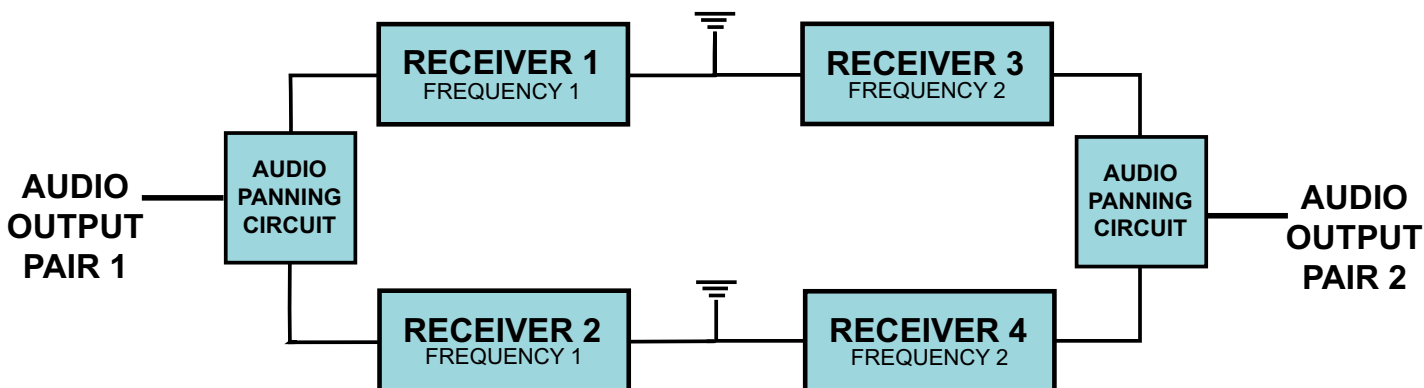 RECEIVER 1
FREQUENCY 1
RECEIVER 3
FREQUENCY 2
AUDIO
PANNING
CIRCUIT
AUDIO
OUTPUT
PAIR 1
AUDIO
PANNING
CIRCUIT
AUDIO
OUTPUT
PAIR 2
RECEIVER 2
FREQUENCY 1
RECEIVER 4
FREQUENCY 2